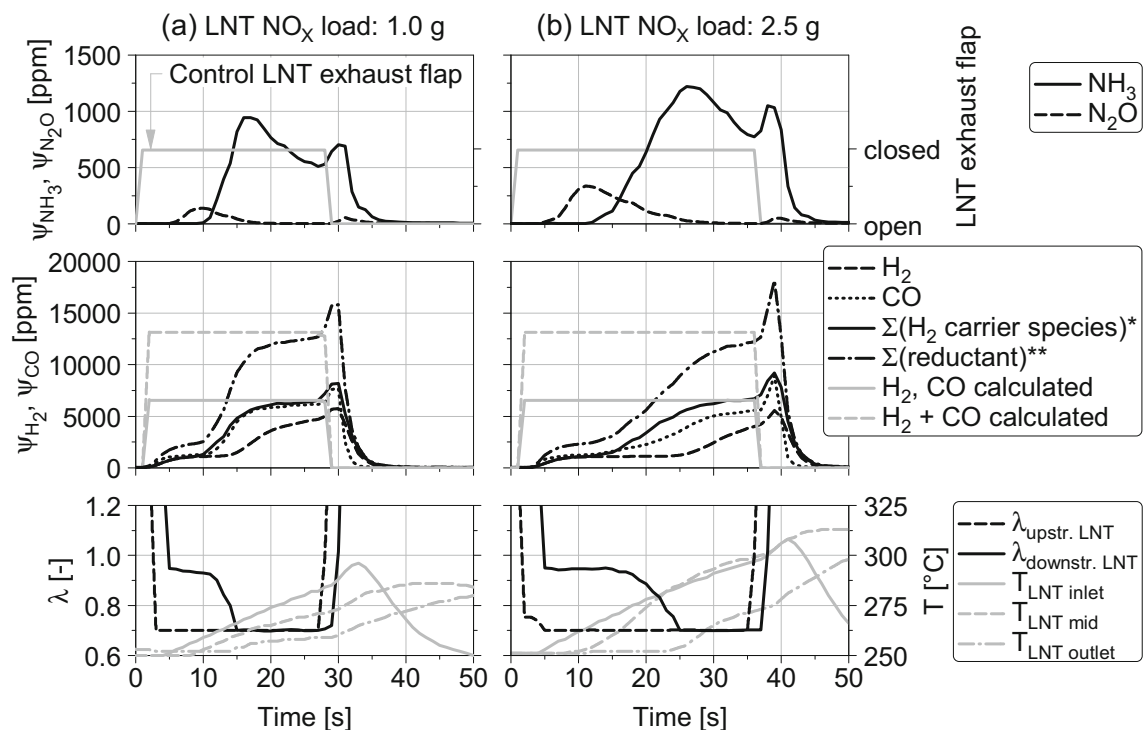 (a) LNT NOX load: 1.0 g
(b) LNT NOX load: 2.5 g
ΨNH3, ΨN2O [ppm]
1500
1000
500
0
Control LNT exhaust flap
closed
open
LNT exhaust flap
NH3
N2O
ΨH2, ΨCO [ppm]
20000
15000
10000
5000
0
H2
CO
Σ(H2 carrier species)*
Σ(reductant)**
H2, CO calculated
H2 + CO calculated
λ [-]
1.2
1.0
0.8
0.6
325
300
275
250
T [°C]
λupstr. LNT
λdownstr. LNT
TLNT inlet
TLNT mid
TLNT outlet
0 10 20 30 40 50
0 10 20 30 40 50
Time [s]
Time [s]